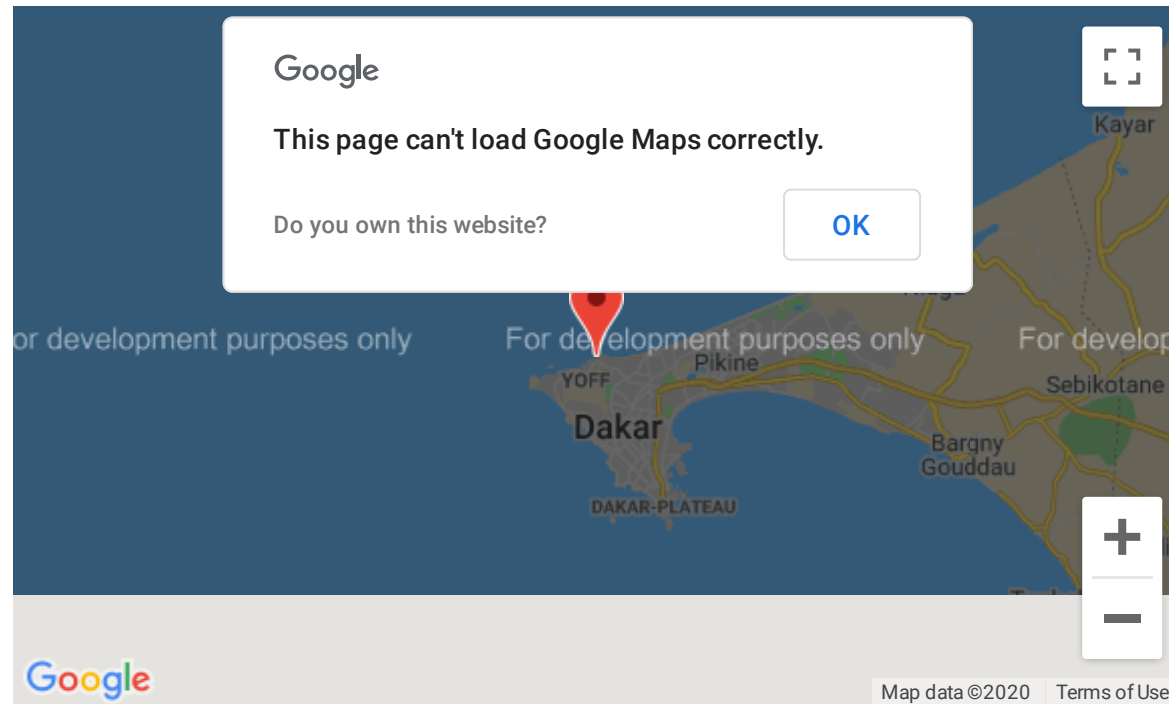 Google
This page can't load Google Maps correctly.
Do you own this website?
OK
Kayar
or development purposes only
For development purposes only
For develop
Pikine
YOFF
Sebikotane
Dakar
Bargny
Gouddau
DAKAR-PLATEAU
Google
Map data ©2020
Terms of Use